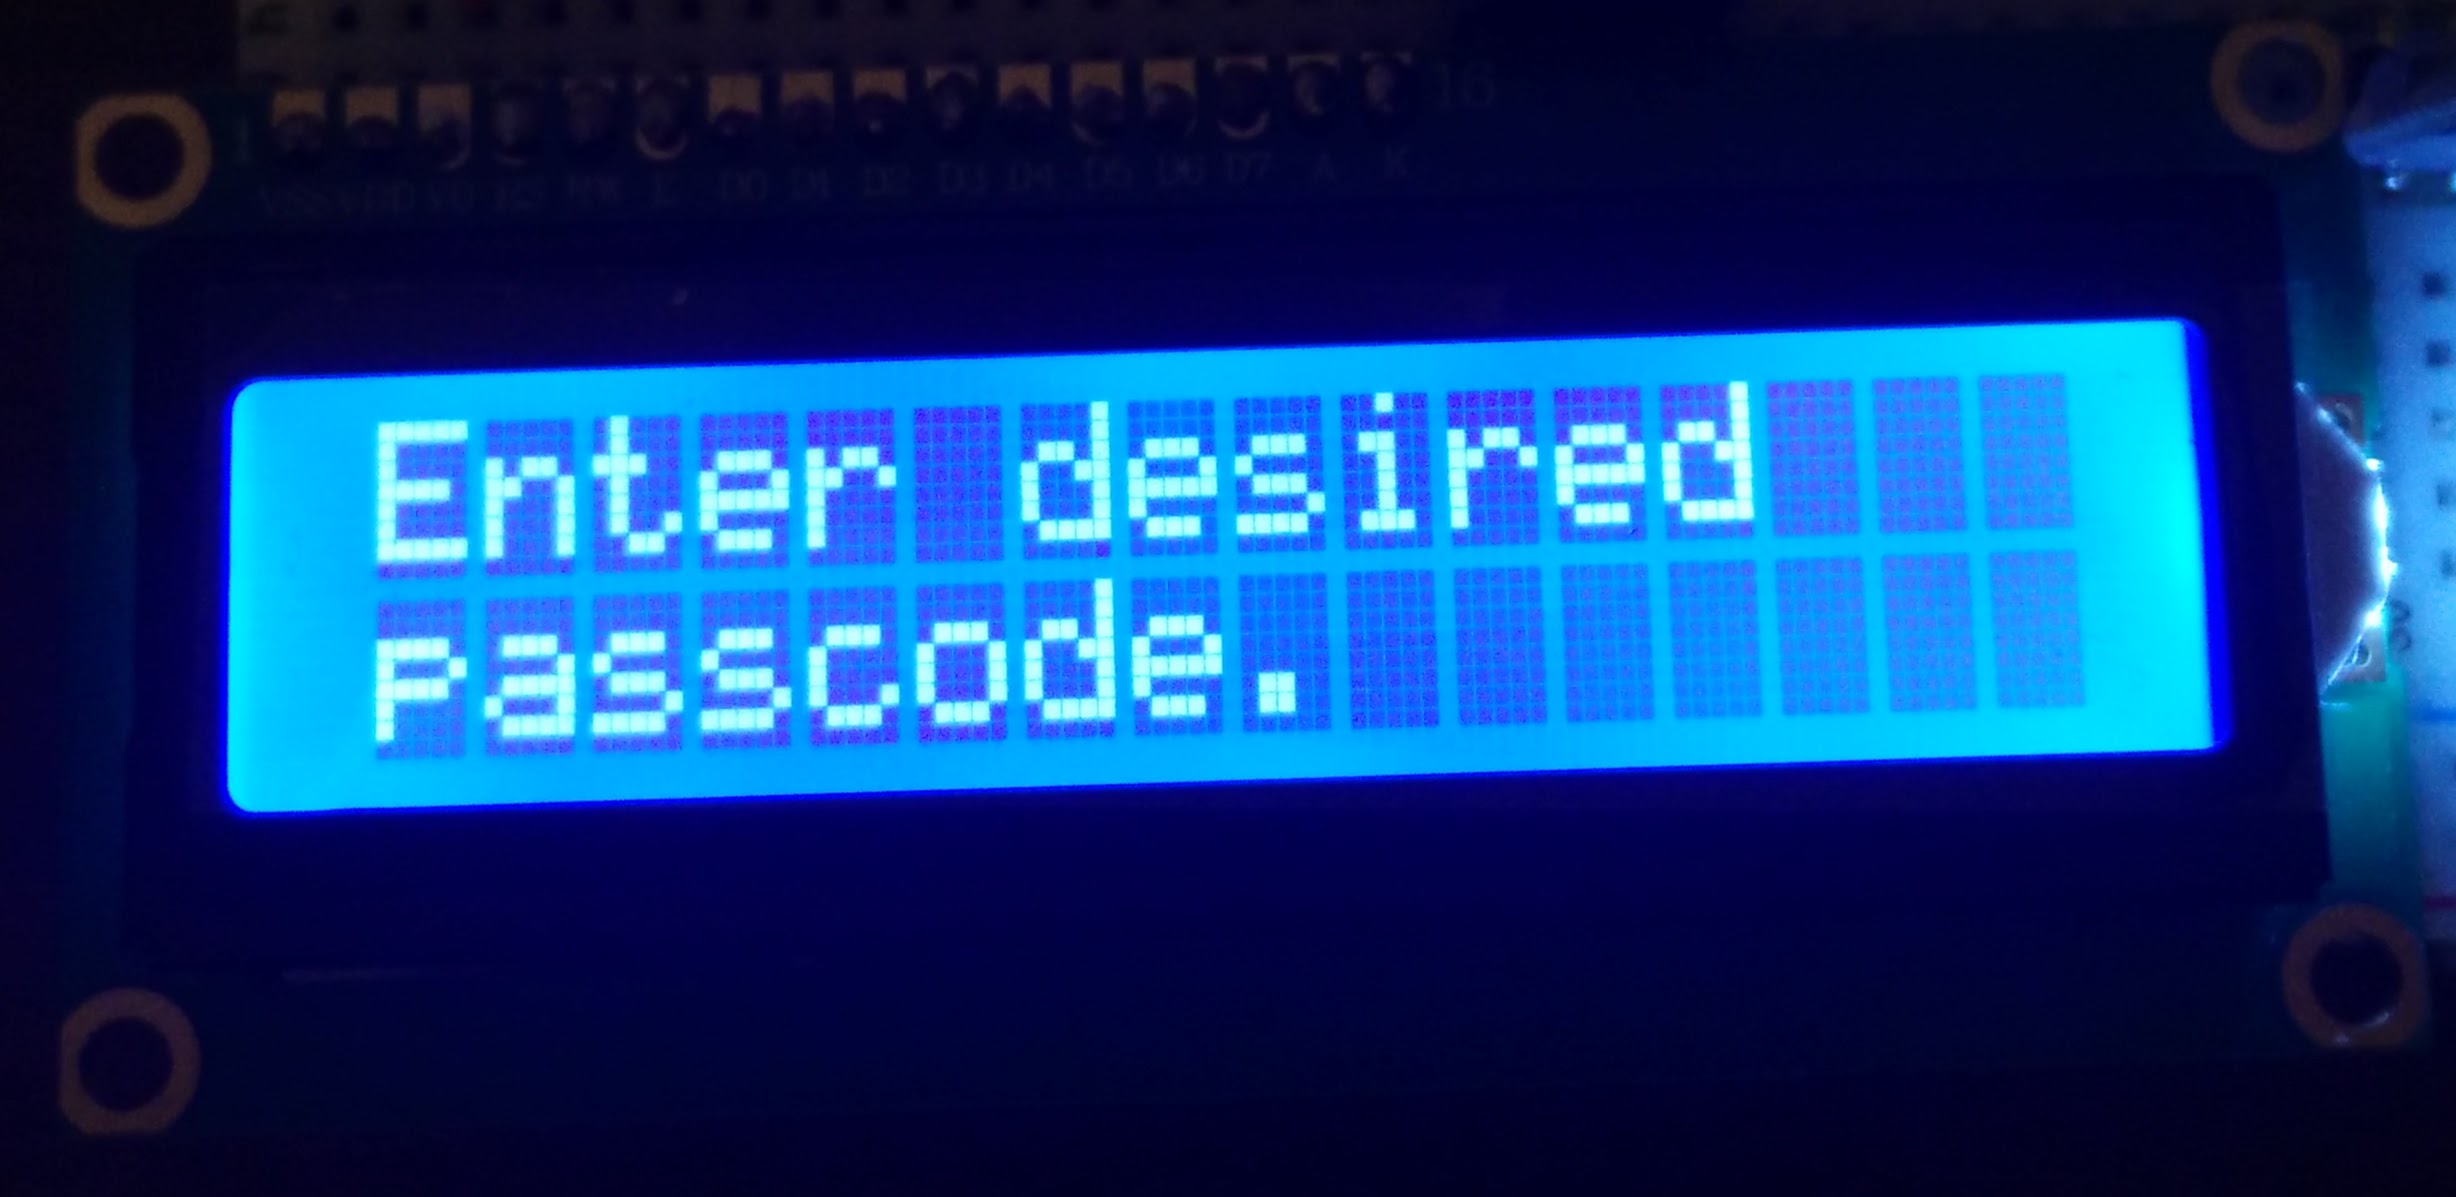 1 16
VSS VDD V0 RS RW E D0 D1 D2 D3 D4 D5 D6 D7 A K
Enter desired
passcode.